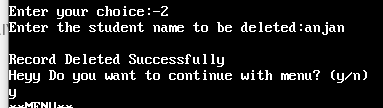 Enter your choice:-2
Enter the student name to be deleted:anjan
Record Deleted Successfully
Heyy Do you want to continue with menu? (y/n)
y
**MENU**